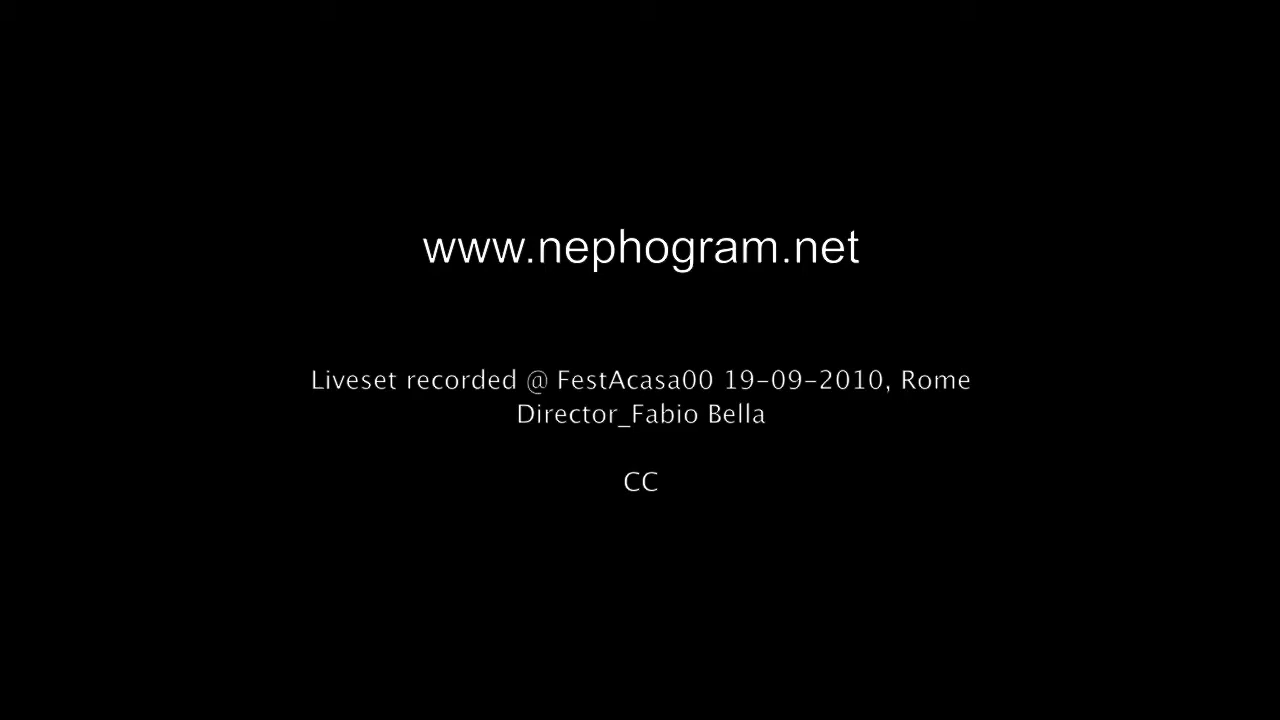 www.nephogram.net
Liveset recorded @ FestAcasa00 19-09-2010, Rome
Director_Fabio Bella
CC